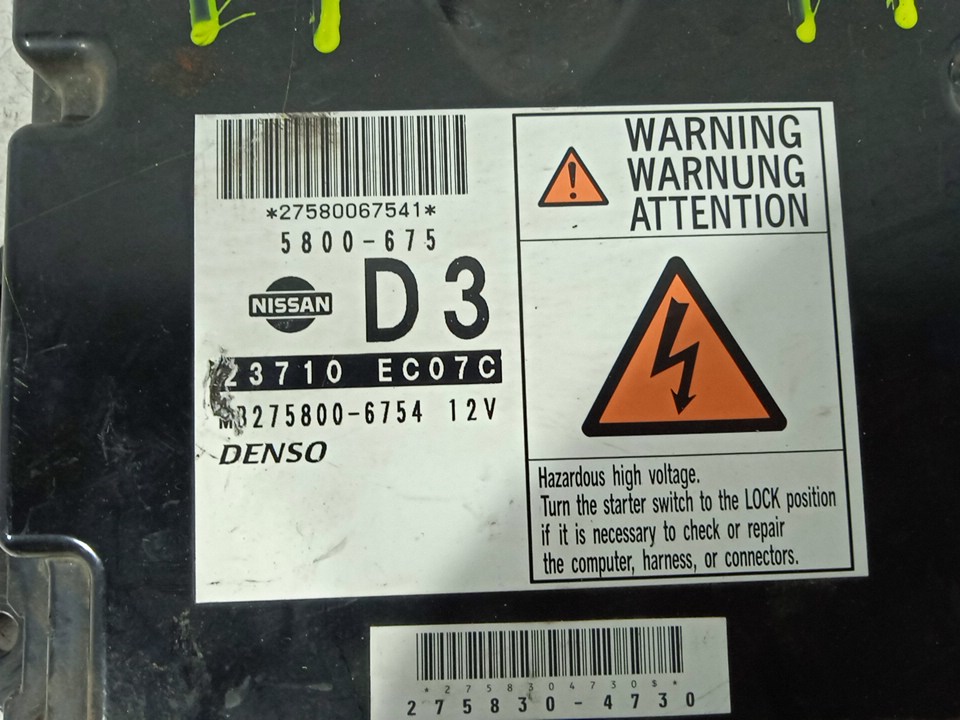 *27580067541*
5800-675
NISSAN
D3
23710 EC07C
MB275800-6754 12V
DENSO
WARNING
WARNUNG
ATTENTION
Hazardous high voltage.
Turn the starter switch to the LOCK position
if it is necessary to check or repair
the computer, harness, or connectors.
*2758304730$*
275830-4730